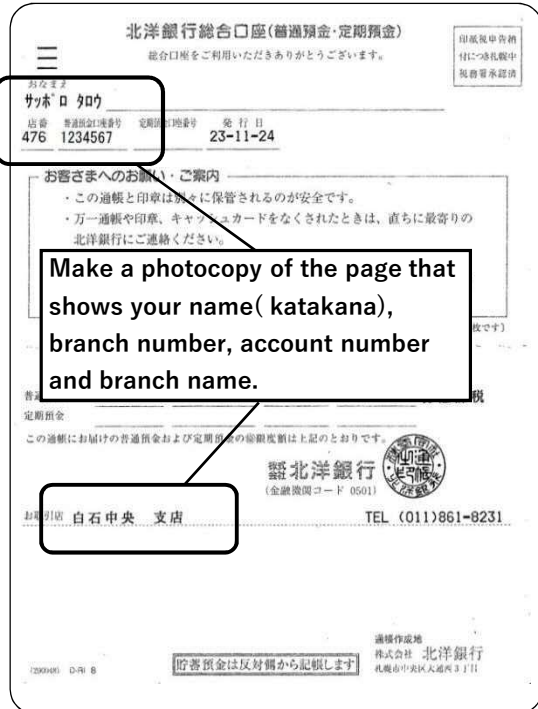 北洋銀行総合口座(普通預金・定期預金)
総合口座をご利用いただきありがとうございます。
印紙税申告納
付につき札幌中
税務署承認済
おなまえ
サッポロ タロウ
店番 普通預金口座番号 定期預金口座番号 発行日
476 1234567 23-11-24
お客さまへのお願い・ご案内
・この通帳と印章は別々に保管されるのが安全です。
・万一通帳や印章、キャッシュカードをなくされたときは、直ちに最寄りの
北洋銀行にご連絡ください。
Make a photocopy of the page that
shows your name( katakana),
branch number, account number
and branch name.
定期預金
税
この通帳にお届けの普通預金および定期預金の㊝限度額は上記のとおりです。
株式会社 北洋銀行
(金融機関コード 0501)
お取引店 白石中央 支店 TEL (011)861-8231
通帳作成地
株式会社 北洋銀行
札幌市中央区大通西3丁目
D-RI 8
貯蓄預金は反対側から記帳します